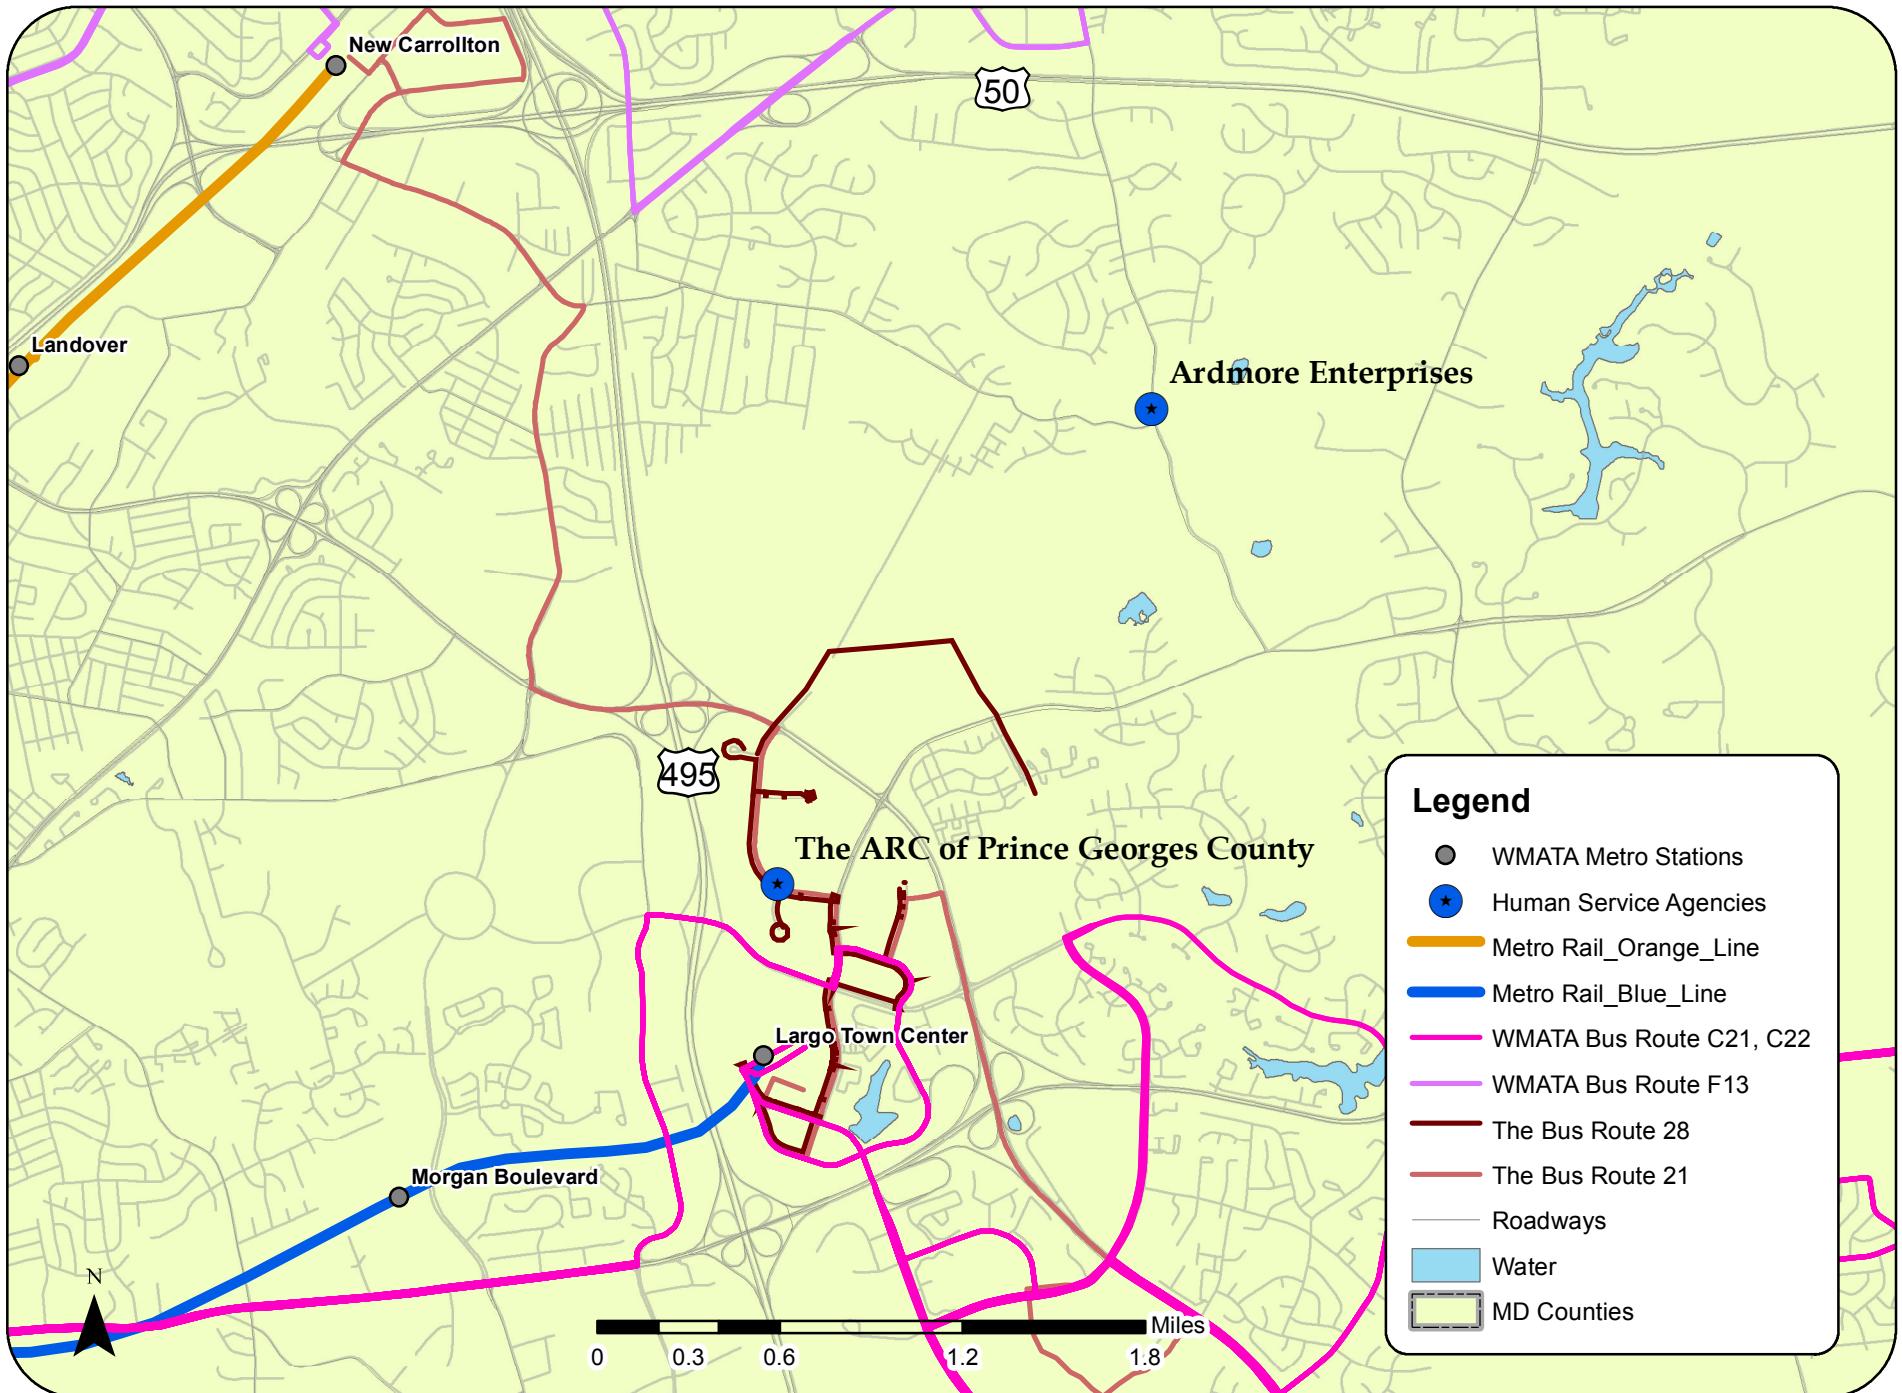 New Carrollton
50
Landover
Ardmore Enterprises
495
The ARC of Prince Georges County
Largo Town Center
Morgan Boulevard
N
Miles
0 0.3 0.6 1.2 1.8
Legend
WMATA Metro Stations
Human Service Agencies
Metro Rail_Orange_Line
Metro Rail_Blue_Line
WMATA Bus Route C21, C22
WMATA Bus Route F13
The Bus Route 28
The Bus Route 21
Roadways
Water
MD Counties